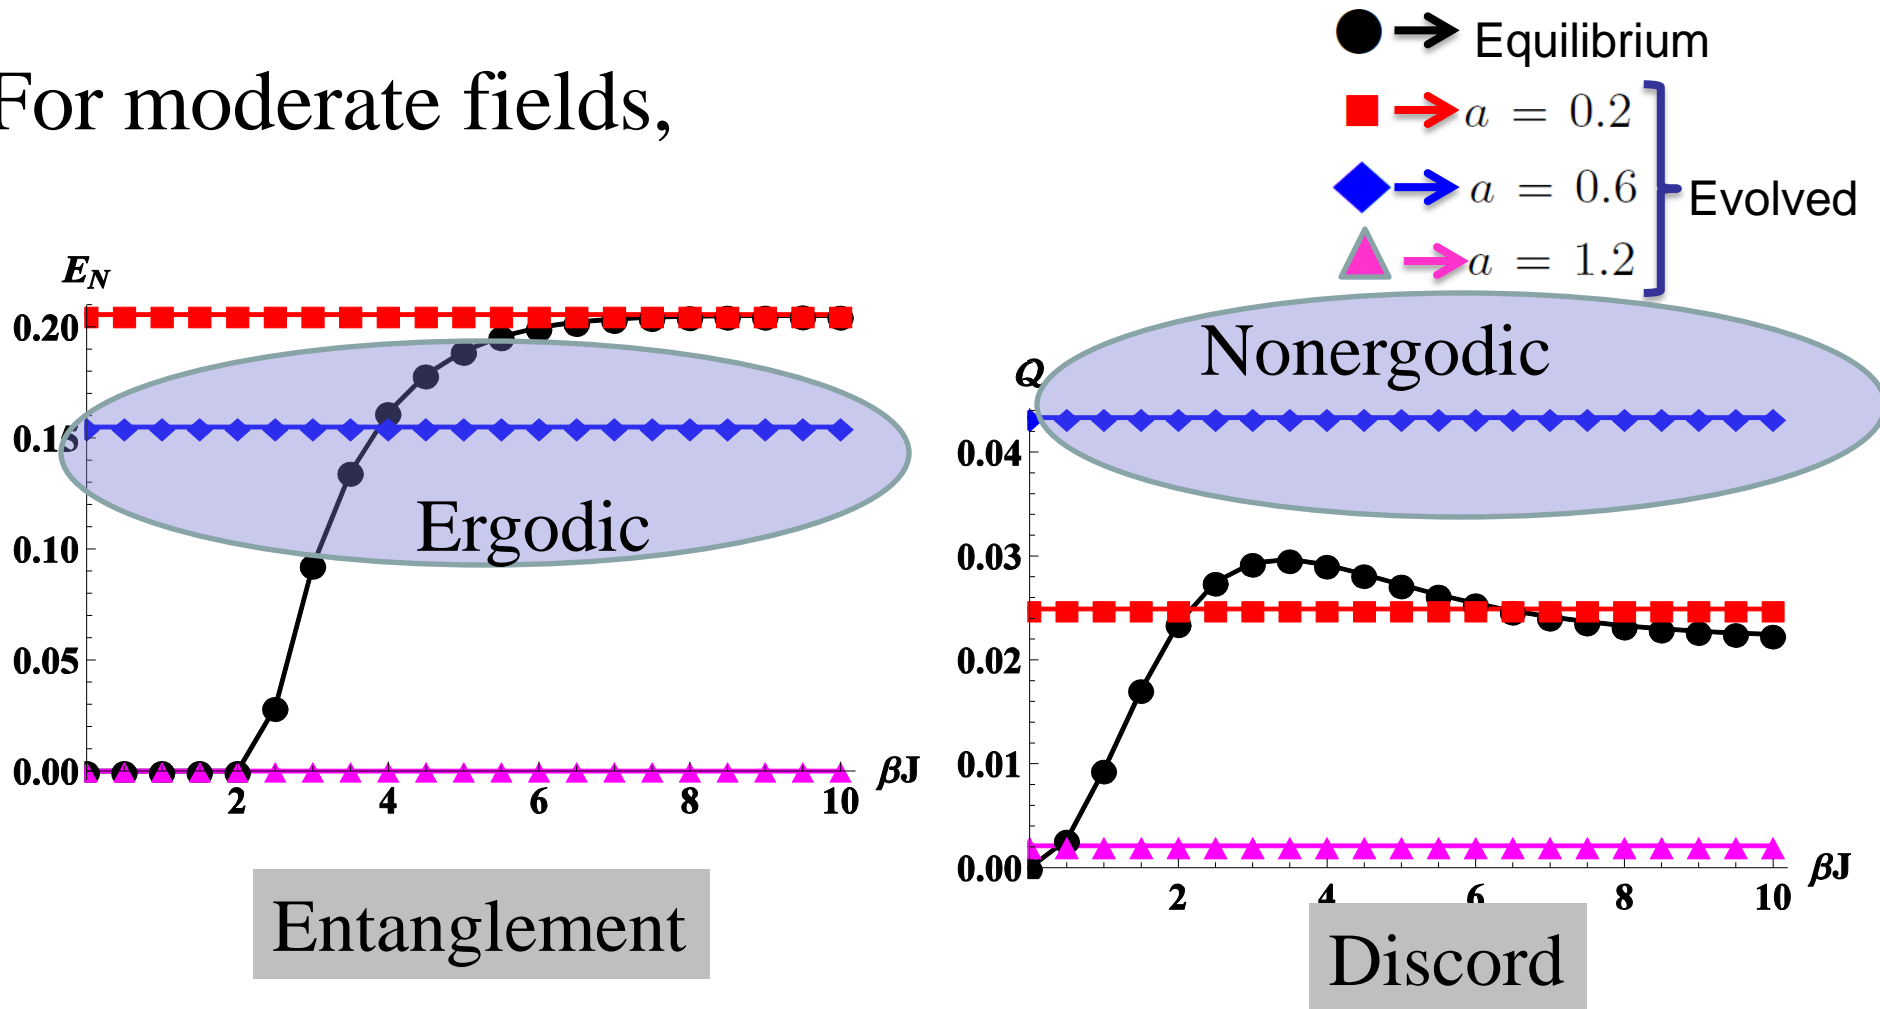 For moderate fields,
Equilibrium
a = 0.2
a = 0.6
a = 1.2
Evolved
E_N
0.20
0.15
0.10
0.05
0.00
2 4 6 8 10
βJ
Ergodic
Entanglement
Nonergodic
Q
0.04
0.03
0.02
0.01
0.00
2 4 6 8 10
βJ
Discord